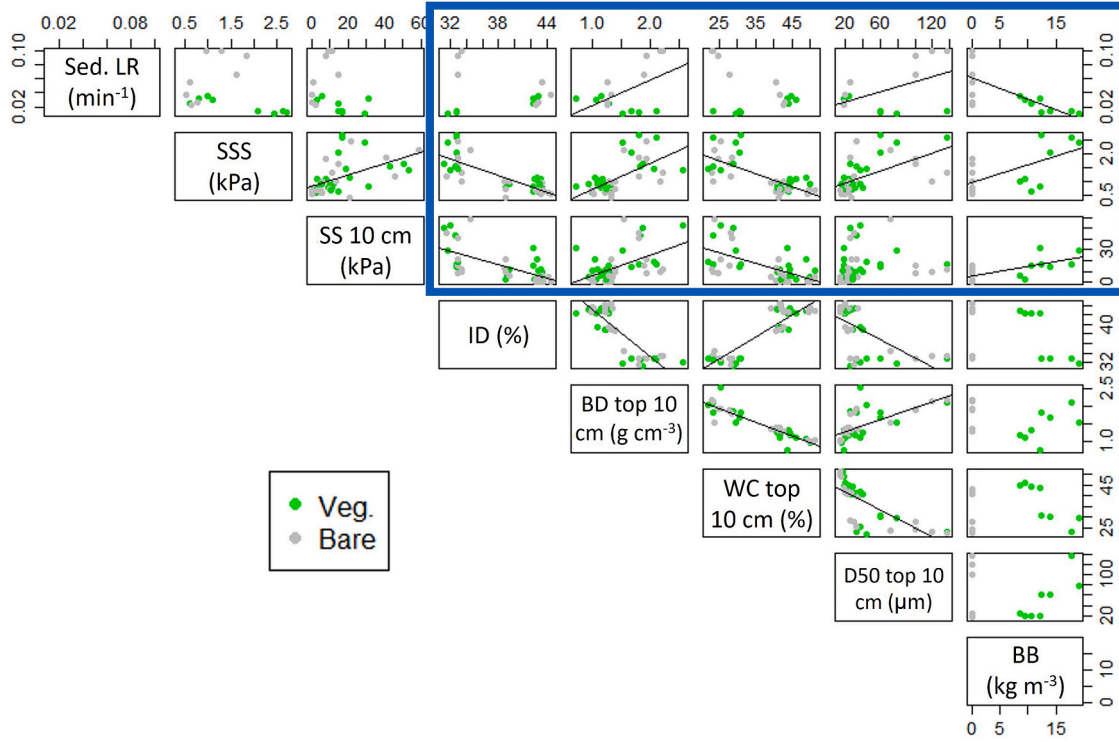 0.02 0.06 0.10 0.5 1.5 2.5 0 20 40 60 32 38 44 1.0 2.0 25 35 45 20 60 120 0 15
Sed. LR
(min⁻¹)
0.02 0.10
SSS
(kPa)
0.5 2.0
SS 10 cm
(kPa)
0 30
ID (%)
32 40
BD top 10
cm (g cm⁻³)
1.0 2.5
WC top
10 cm (%)
25 45
D50 top 10
cm (µm)
20 100
BB
(kg m⁻³)
0 10
0 5 15
Veg.
Bare